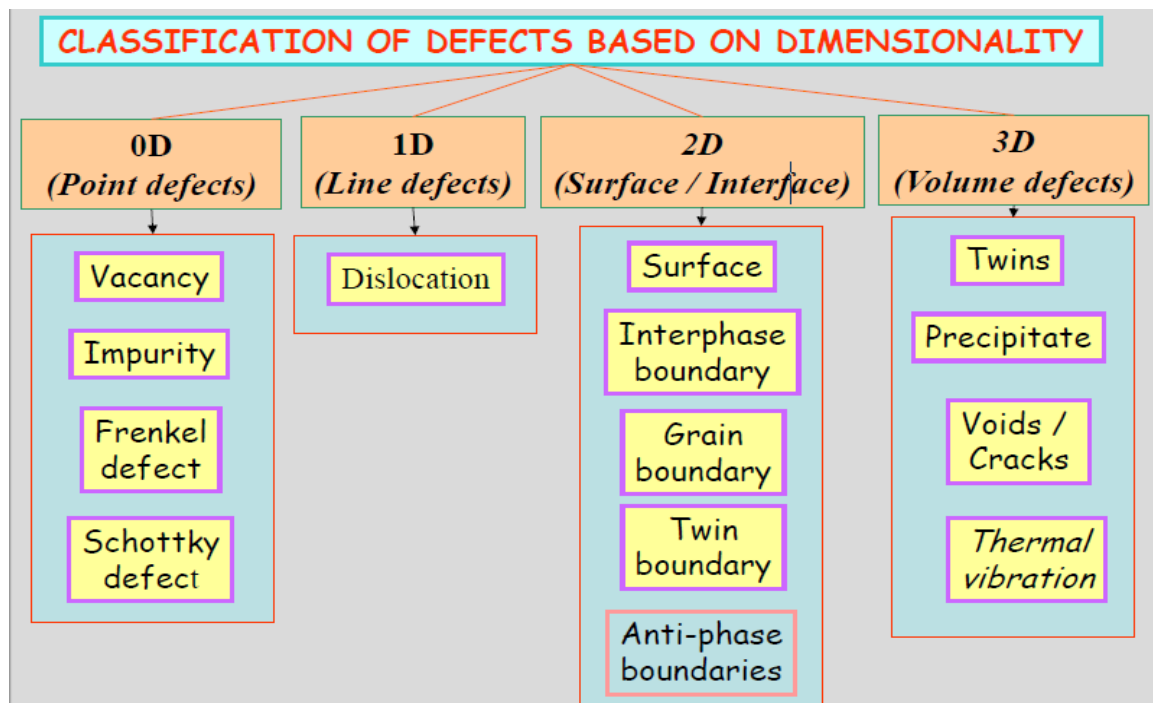 CLASSIFICATION OF DEFECTS BASED ON DIMENSIONALITY
0D
(Point defects)
Vacancy
Impurity
Frenkel
defect
Schottky
defect
1D
(Line defects)
Dislocation
2D
(Surface / Interface)
Surface
Interphase
boundary
Grain
boundary
Twin
boundary
Anti-phase
boundaries
3D
(Volume defects)
Twins
Precipitate
Voids /
Cracks
Thermal
vibration